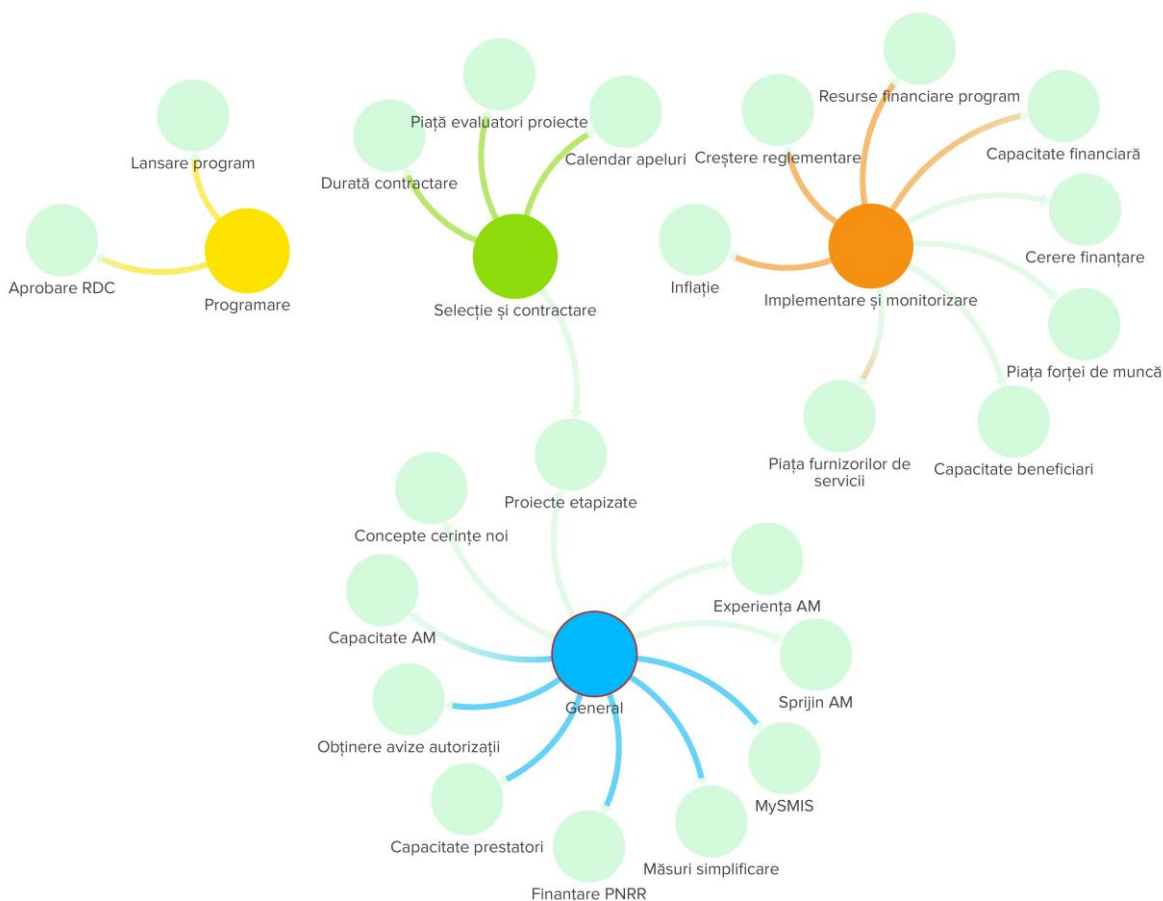 Lansare program
Aprobare RDC
Programare
Piață evaluatori proiecte
Durată contractare
Calendar apeluri
Selecție și contractare
Resurse financiare program
Creștere reglementare
Capacitate financiară
Inflație
Implementare și monitorizare
Cerere finanțare
Piața forței de muncă
Capacitate beneficiari
Piața furnizorilor de
servicii
Proiecte etapizate
Concepte cerințe noi
Capacitate AM
Experiența AM
Sprijin AM
General
Obținere avize autorizații
MySMIS
Capacitate prestatori
Măsuri simplificare
Finanțare PNRR